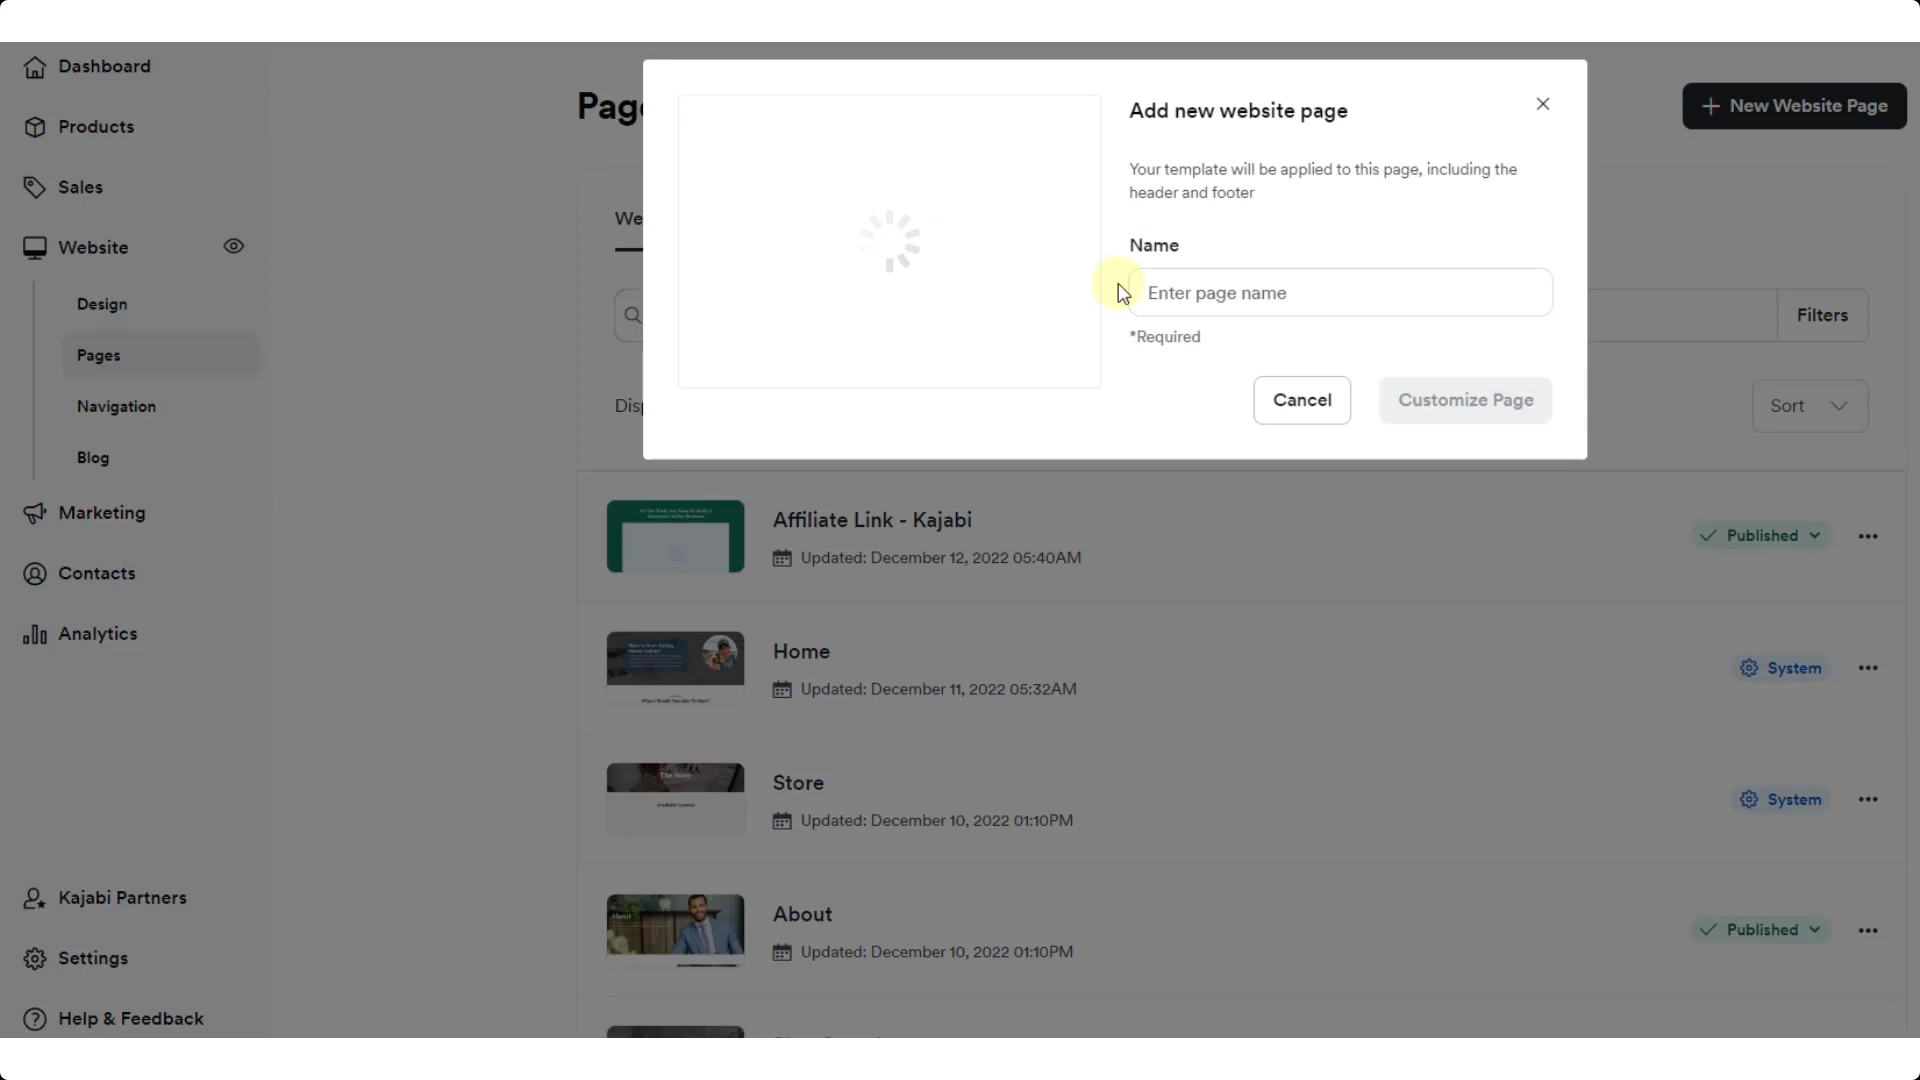 Dashboard
Products
Sales
Website
Design
Pages
Navigation
Blog
Marketing
Contacts
Analytics
Kajabi Partners
Settings
Help & Feedback
New Website Page
Filters
Sort
Add new website page
Your template will be applied to this page, including the
header and footer
Name
Enter page name
*Required
Cancel
Customize Page
Affiliate Link - Kajabi
Updated: December 12, 2022 05:40AM
Published
Home
Updated: December 11, 2022 05:32AM
System
Store
Updated: December 10, 2022 01:10PM
System
The Store
About
About
Updated: December 10, 2022 01:10PM
Published